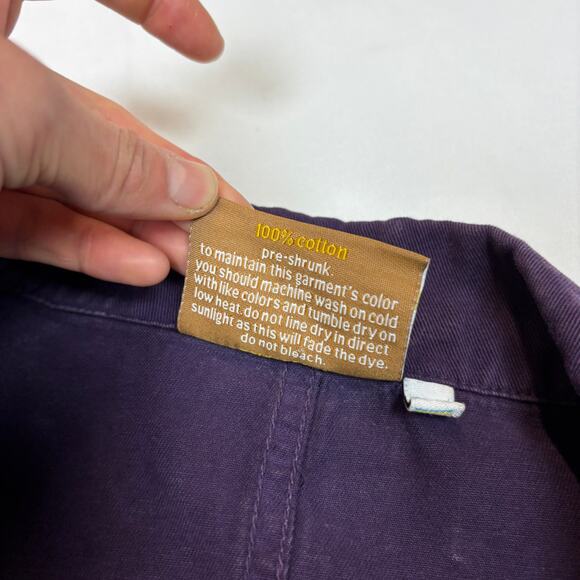 100% cotton
pre-shrunk.
to maintain this garment's color
you should machine wash on cold
with like colors and tumble dry on
low heat. do not line dry in direct
sunlight as this will fade the dye.
do not bleach.